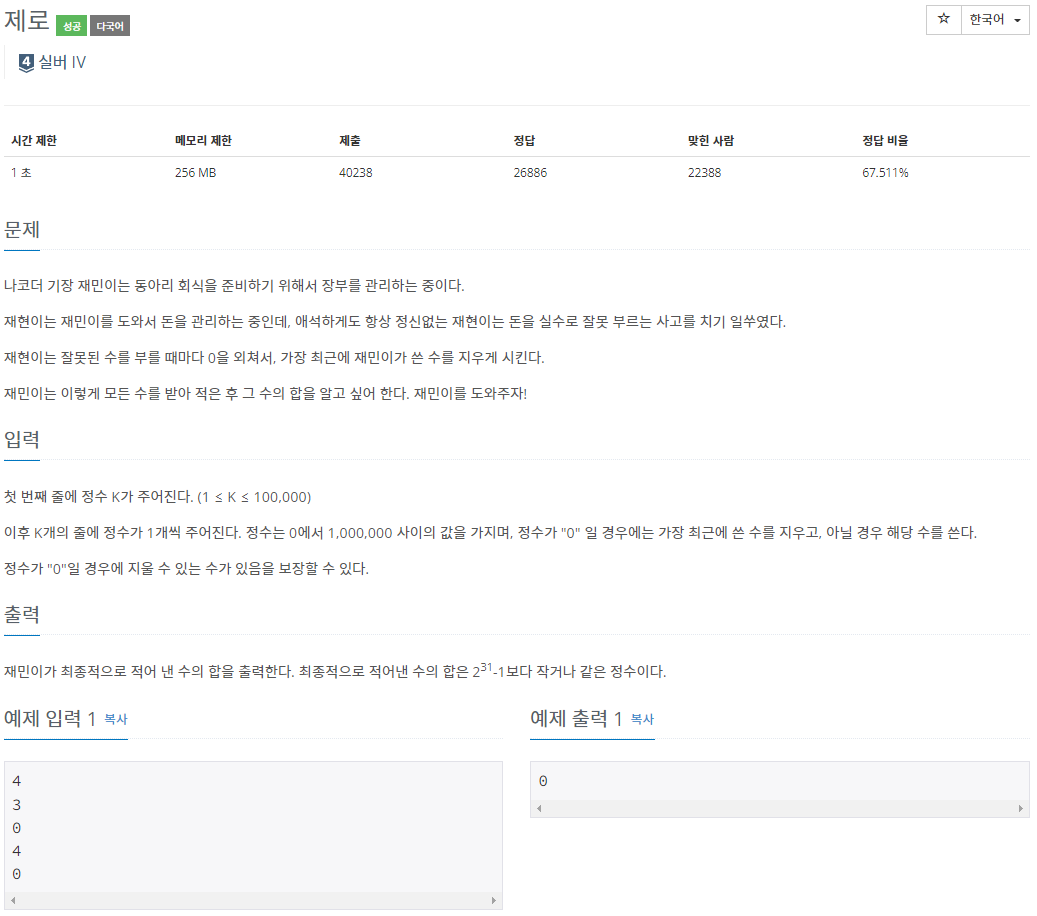 제로 성공 다국어
☆ 한국어
4 실버 IV
시간 제한 메모리 제한 제출 정답 맞힌 사람 정답 비율
1 초 256 MB 40238 26886 22388 67.511%
문제
나코더 기장 재민이는 동아리 회식을 준비하기 위해서 장부를 관리하는 중이다.
재현이는 재민이를 도와서 돈을 관리하는 중인데, 애석하게도 항상 정신없는 재현이는 돈을 실수로 잘못 부르는 사고를 치기 일쑤였다.
재현이는 잘못된 수를 부를 때마다 0을 외쳐서, 가장 최근에 재민이가 쓴 수를 지우게 시킨다.
재민이는 이렇게 모든 수를 받아 적은 후 그 수의 합을 알고 싶어 한다. 재민이를 도와주자!
입력
첫 번째 줄에 정수 K가 주어진다. (1 ≤ K ≤ 100,000)
이후 K개의 줄에 정수가 1개씩 주어진다. 정수는 0에서 1,000,000 사이의 값을 가지며, 정수가 "0" 일 경우에는 가장 최근에 쓴 수를 지우고, 아닐 경우 해당 수를 쓴다.
정수가 "0"일 경우에 지울 수 있는 수가 있음을 보장할 수 있다.
출력
재민이가 최종적으로 적어 낸 수의 합을 출력한다. 최종적으로 적어낸 수의 합은 2^31-1보다 작거나 같은 정수이다.
예제 입력 1 복사
4
3
0
4
0
예제 출력 1 복사
0